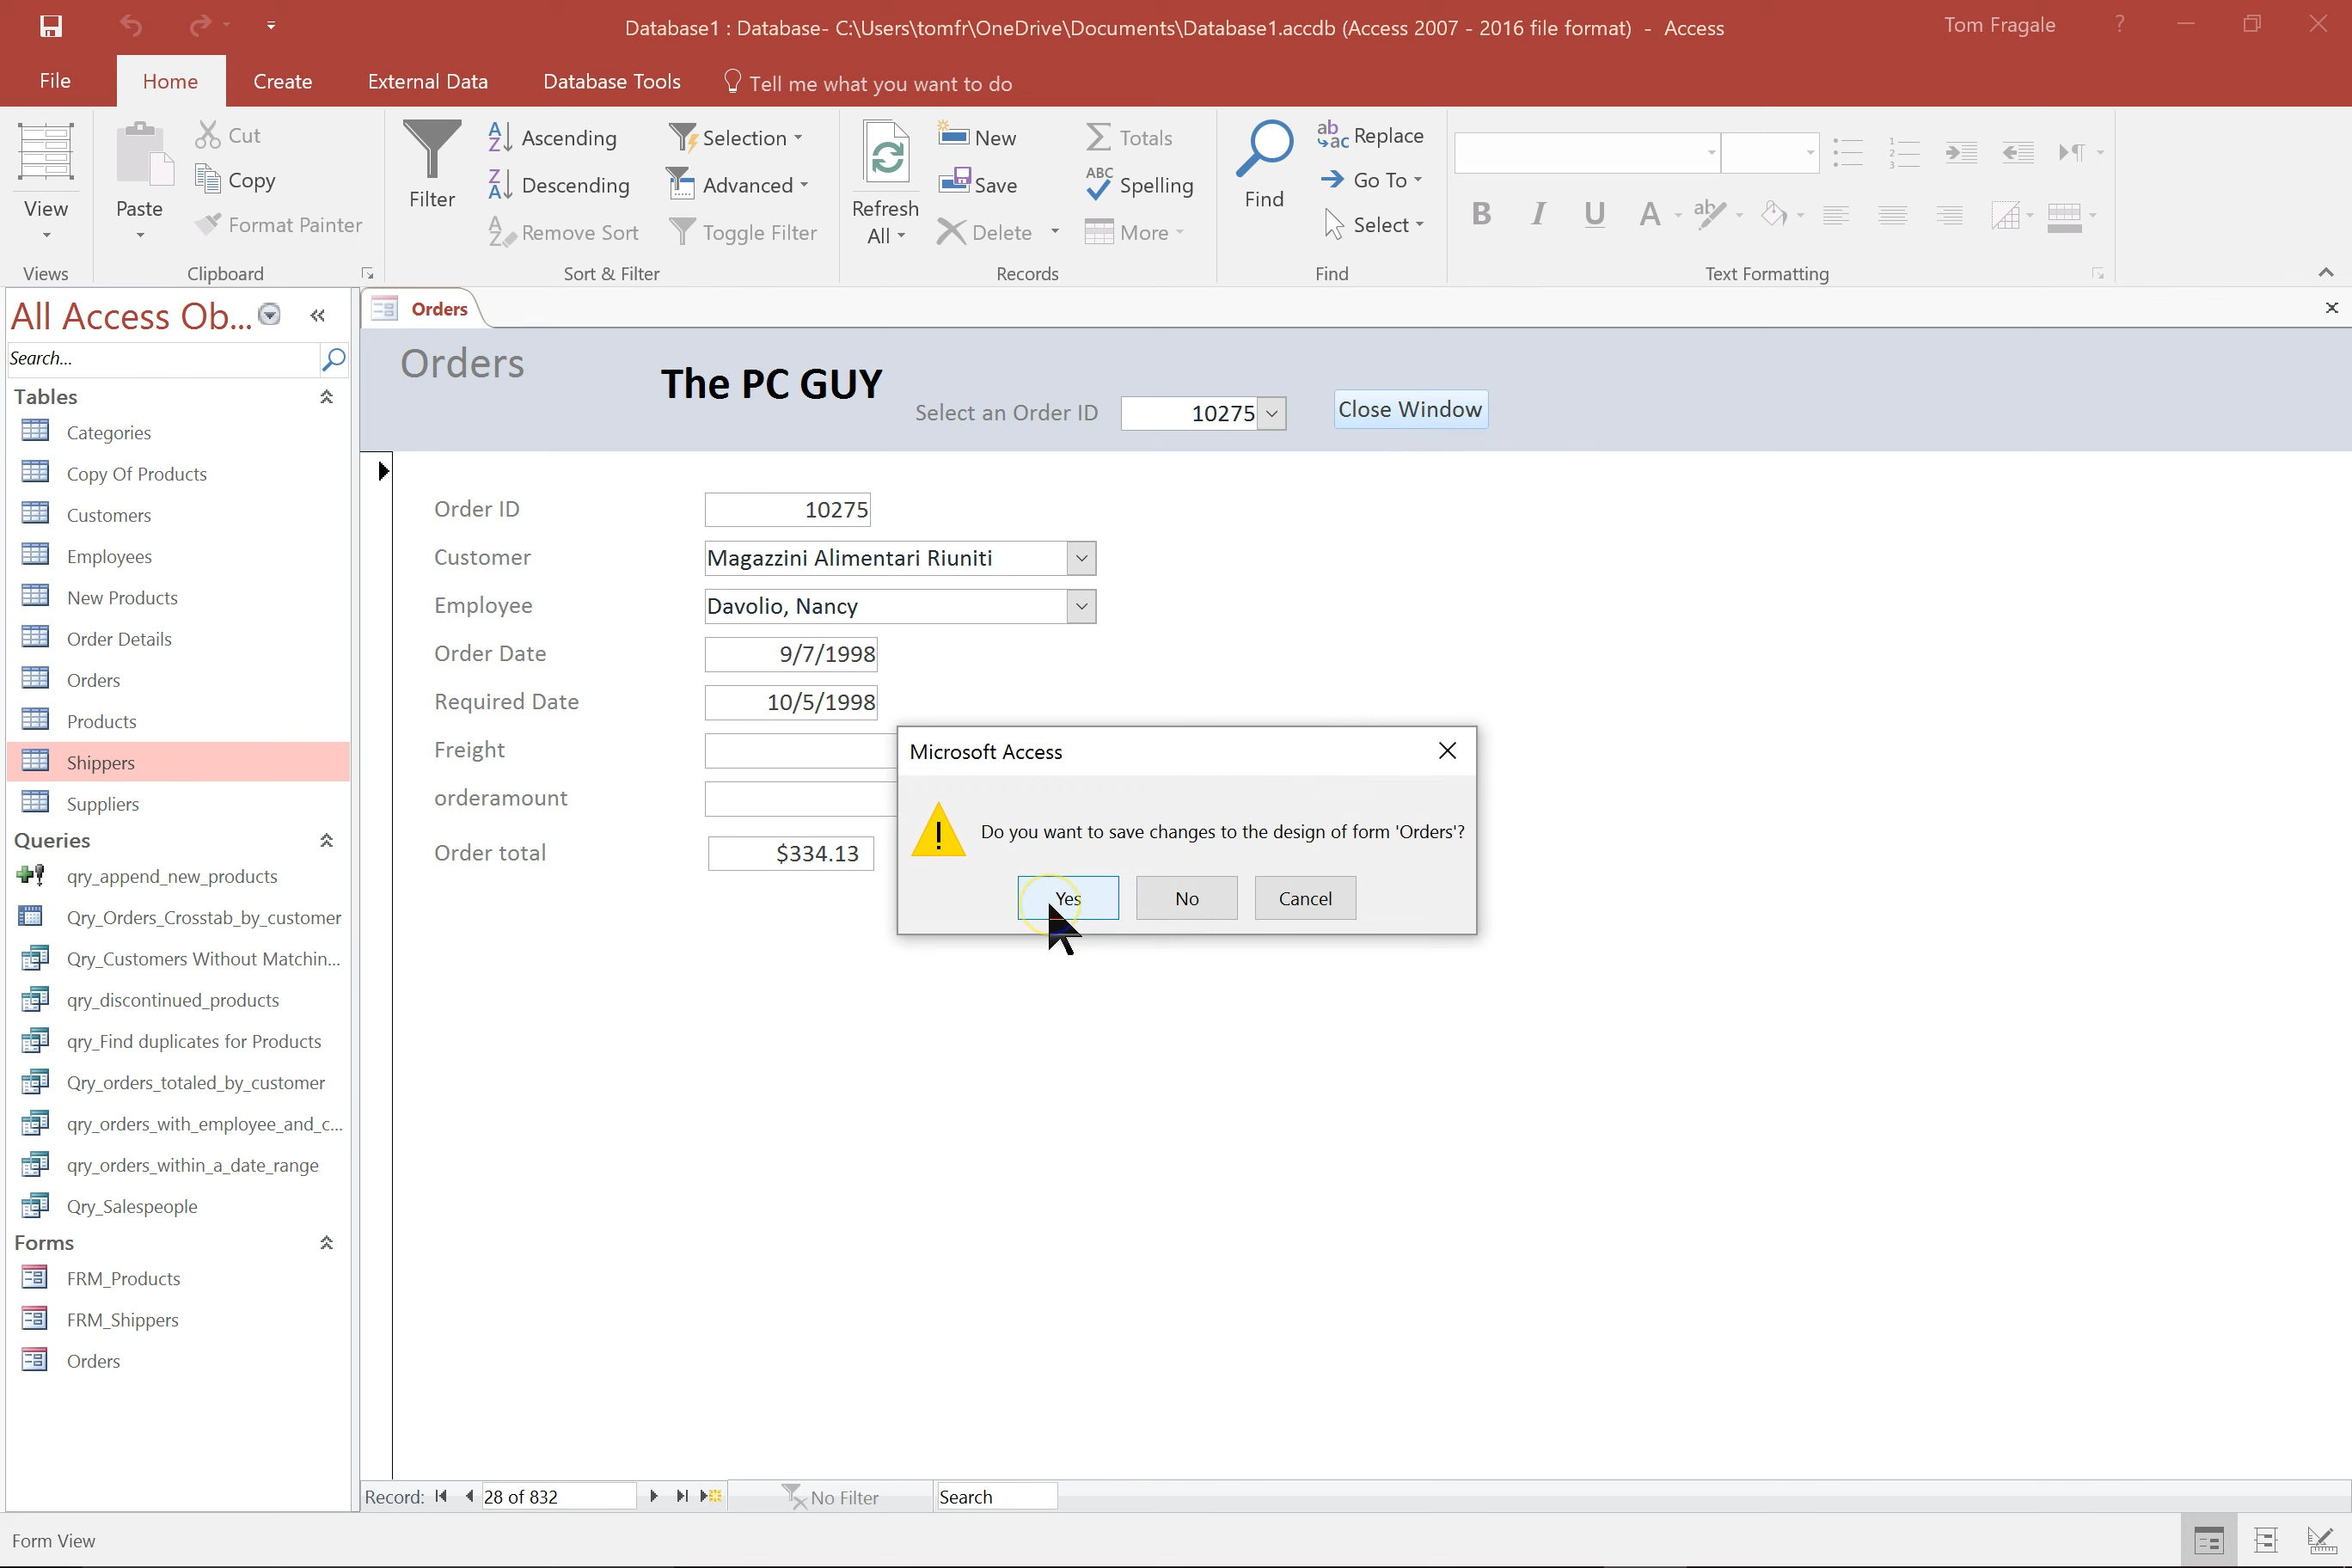 Database1 : Database- C:\Users\tomfr\OneDrive\Documents\Database1.accdb (Access 2007 - 2016 file format) - Access
Tom Fragale
?
File
Home
Create
External Data
Database Tools
Tell me what you want to do
View
Views
Paste
Cut
Copy
Format Painter
Clipboard
Filter
Ascending
Descending
Remove Sort
Selection
Advanced
Toggle Filter
Sort & Filter
Refresh
All
New
Save
Delete
Totals
Spelling
More
Records
Find
Replace
Go To
Select
Find
B I U A
Text Formatting
All Access Ob...
Search...
Tables
Categories
Copy Of Products
Customers
Employees
New Products
Order Details
Orders
Products
Shippers
Suppliers
Queries
qry_append_new_products
Qry_Orders_Crosstab_by_customer
Qry_Customers Without Matchin...
qry_discontinued_products
qry_Find duplicates for Products
Qry_orders_totaled_by_customer
qry_orders_with_employee_and_c...
qry_orders_within_a_date_range
Qry_Salespeople
Forms
FRM_Products
FRM_Shippers
Orders
Orders
Orders
The PC GUY
Select an Order ID 10275
Close Window
Order ID 10275
Customer Magazzini Alimentari Riuniti
Employee Davolio, Nancy
Order Date 9/7/1998
Required Date 10/5/1998
Freight
orderamount
Order total $334.13
Microsoft Access
Do you want to save changes to the design of form 'Orders'?
Yes No Cancel
Record: 28 of 832 No Filter Search
Form View